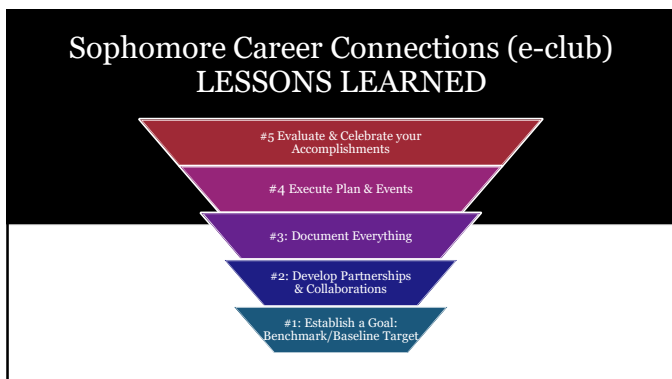 Sophomore Career Connections (e-club)
LESSONS LEARNED
#5 Evaluate & Celebrate your
Accomplishments
#4 Execute Plan & Events
#3: Document Everything
#2: Develop Partnerships
& Collaborations
#1: Establish a Goal:
Benchmark/Baseline Target